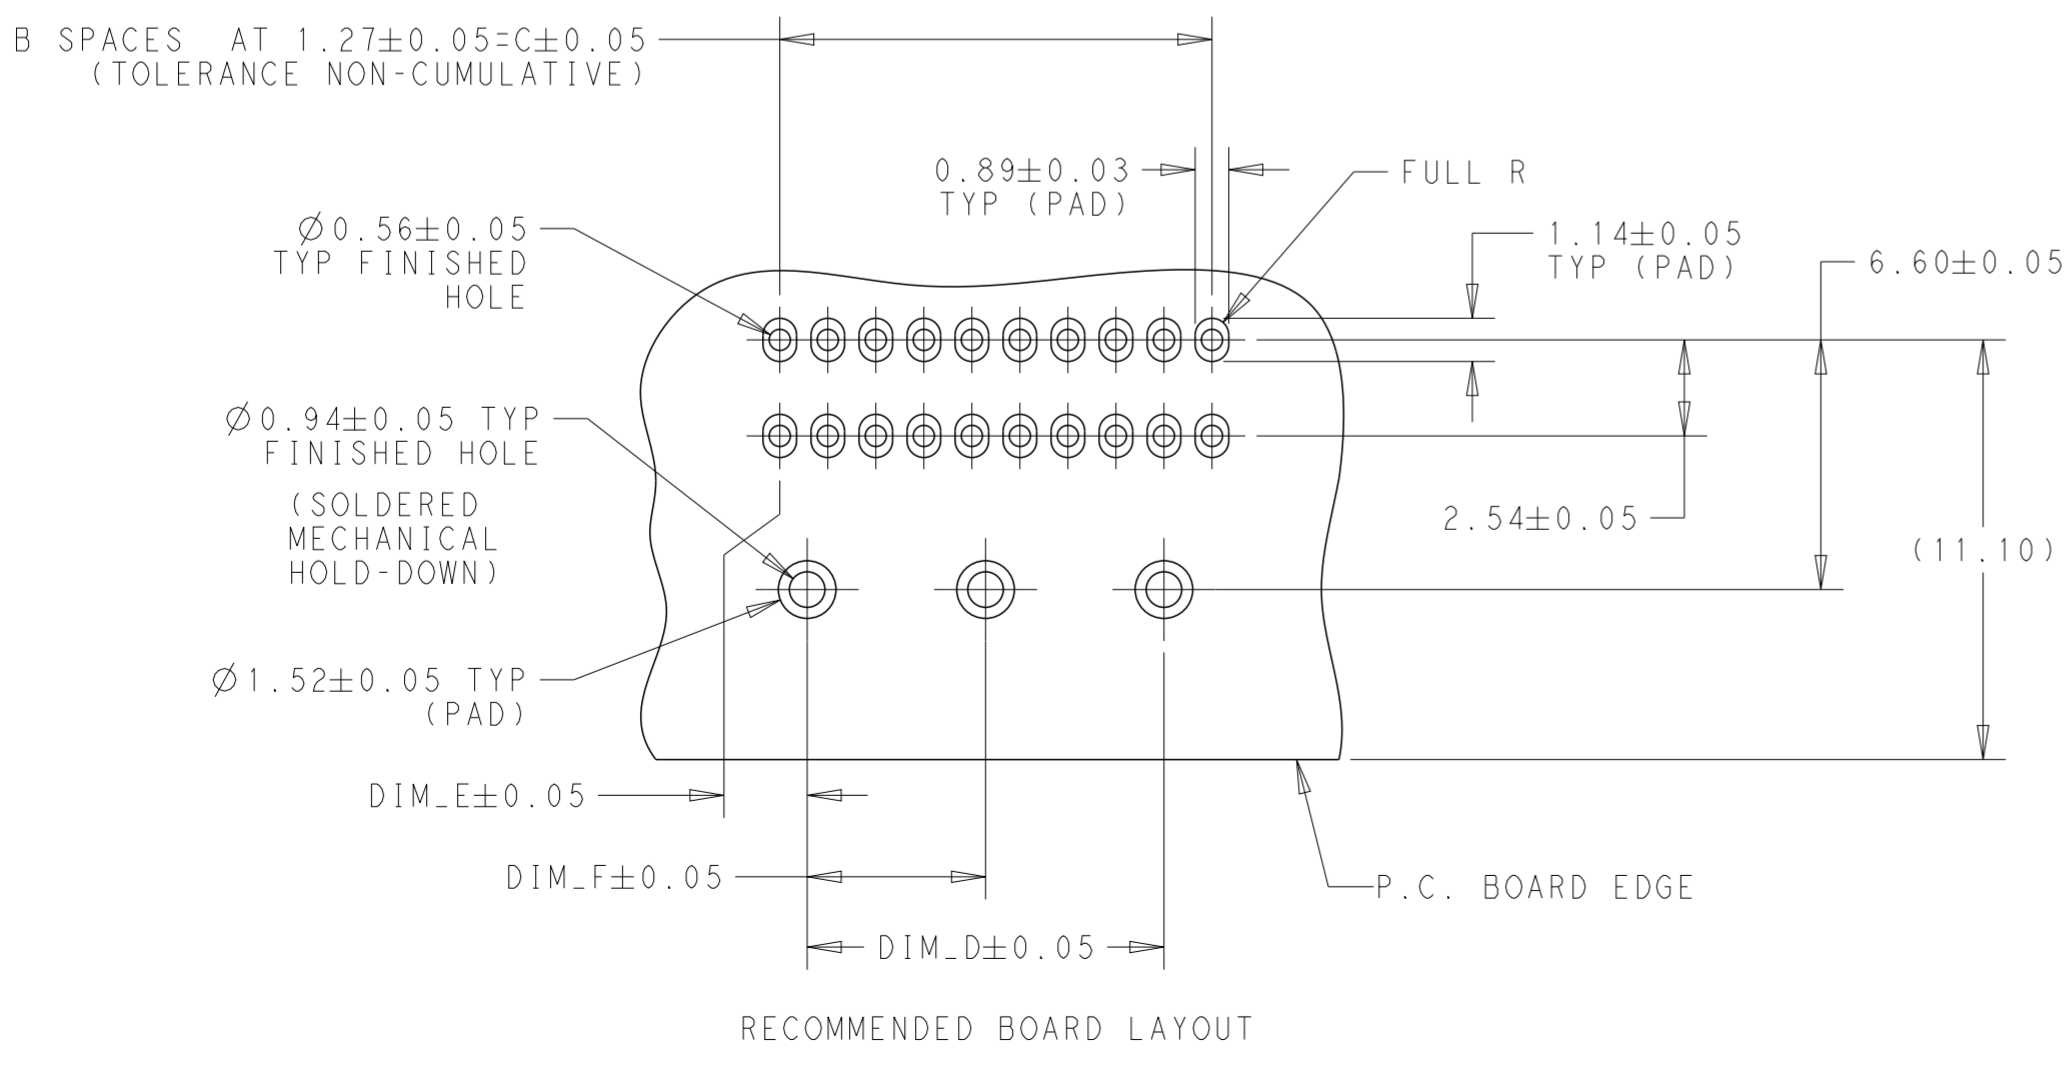 B SPACES AT 1.27±0.05=C±0.05
(TOLERANCE NON-CUMULATIVE)
0.89±0.03
TYP (PAD)
FULL R
Ø0.56±0.05
TYP FINISHED
HOLE
1.14±0.05
TYP (PAD)
6.60±0.05
Ø0.94±0.05 TYP
FINISHED HOLE
(SOLDERED
MECHANICAL
HOLD-DOWN)
2.54±0.05
(11.10)
Ø1.52±0.05 TYP
(PAD)
DIM_E±0.05
DIM_F±0.05
P.C. BOARD EDGE
DIM_D±0.05
RECOMMENDED BOARD LAYOUT